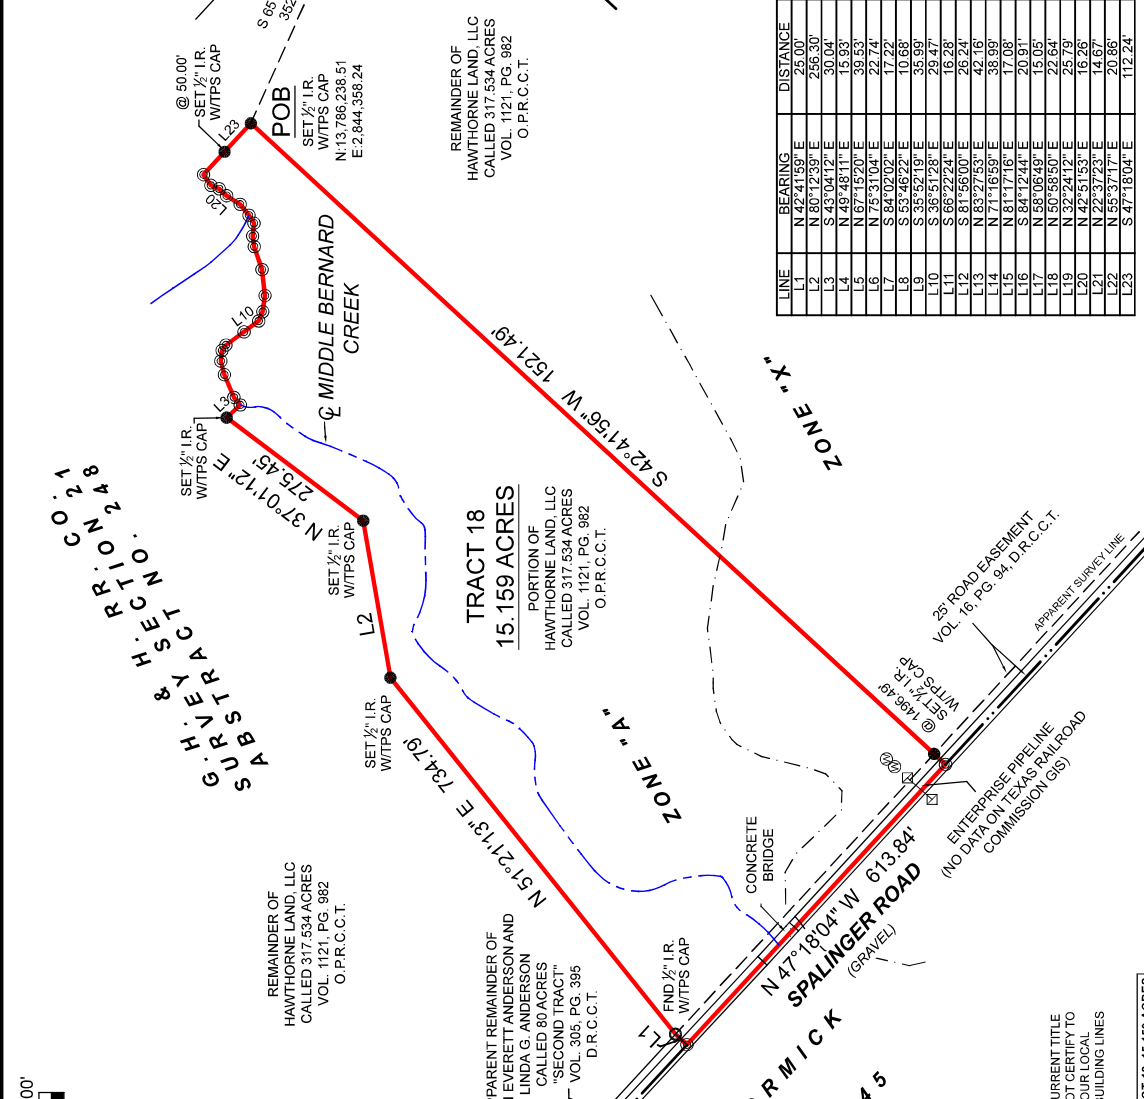 @ 50.00'
SET ½" I.R.
W/TPS CAP
S 65
352
L23
POB
SET ½" I.R.
W/TPS CAP
N:13,786,238.51
E:2,844,358.24
REMAINDER OF
HAWTHORNE LAND, LLC
CALLED 317.534 ACRES
VOL. 1121, PG. 982
O.P.R.C.C.T.
L20
L10
L3
℄ MIDDLE BERNARD
CREEK
SET ½" I.R.
W/TPS CAP
N 37°01'12" E
275.45'
SET ½" I.R.
W/TPS CAP
L2
SET ½" I.R.
W/TPS CAP
G. H. & H. RR. CO.
SURVEY SECTION 21
ABSTRACT NO. 248
1521.49'
S 42°41'56" W
TRACT 18
15.159 ACRES
PORTION OF
HAWTHORNE LAND, LLC
CALLED 317.534 ACRES
VOL. 1121, PG. 982
O.P.R.C.C.T.
ZONE "X"
ZONE "A"
N 51°21'13" E 734.79'
REMAINDER OF
HAWTHORNE LAND, LLC
CALLED 317.534 ACRES
VOL. 1121, PG. 982
O.P.R.C.C.T.
PARENT REMAINDER OF
EVERETT ANDERSON AND
LINDA G. ANDERSON
CALLED 80 ACRES
"SECOND TRACT"
VOL. 305, PG. 395
D.R.C.C.T.
FND ½" I.R.
W/TPS CAP
L1
CONCRETE
BRIDGE
N 47°18'04" W 613.84'
SPALINGER ROAD
(GRAVEL)
@ 1496.49'
SET ½" I.R.
W/TPS CAP
25' ROAD EASEMENT
VOL. 16, PG. 94, D.R.C.C.T.
APPARENT SURVEY LINE
ENTERPRISE PIPELINE
(NO DATA ON TEXAS RAILROAD
COMMISSION GIS)
LINE BEARING DISTANCE
L1 N 42°41'59" E 25.00'
L2 N 80°12'39" E 256.30'
L3 S 43°04'12" E 30.04'
L4 N 49°48'11" E 15.93'
L5 N 67°15'20" E 39.53'
L6 N 75°31'04" E 22.74'
L7 S 84°02'02" E 17.22'
L8 S 53°46'22" E 10.68'
L9 S 35°52'19" E 35.99'
L10 S 36°51'28" E 29.47'
L11 S 66°22'24" E 16.28'
L12 S 81°56'00" E 26.24'
L13 N 83°27'53" E 42.16'
L14 N 71°16'59" E 38.99'
L15 N 81°17'16" E 17.08'
L16 S 84°12'44" E 20.91'
L17 N 58°06'49" E 15.05'
L18 N 50°58'50" E 22.64'
L19 N 32°24'12" E 25.79'
L20 N 42°51'53" E 16.26'
L21 N 22°37'23" E 14.67'
L22 N 55°37'17" E 20.86'
L23 S 47°18'04" E 112.24'
RMICK
45
00'
URRENT TITLE
OT CERTIFY TO
OUR LOCAL
BUILDING LINES